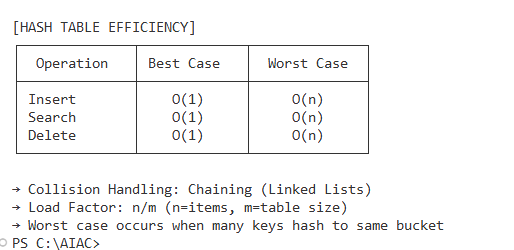 [HASH TABLE EFFICIENCY]
Operation Best Case Worst Case
Insert O(1) O(n)
Search O(1) O(n)
Delete O(1) O(n)
→ Collision Handling: Chaining (Linked Lists)
→ Load Factor: n/m (n=items, m=table size)
→ Worst case occurs when many keys hash to same bucket
PS C:\AIAC>